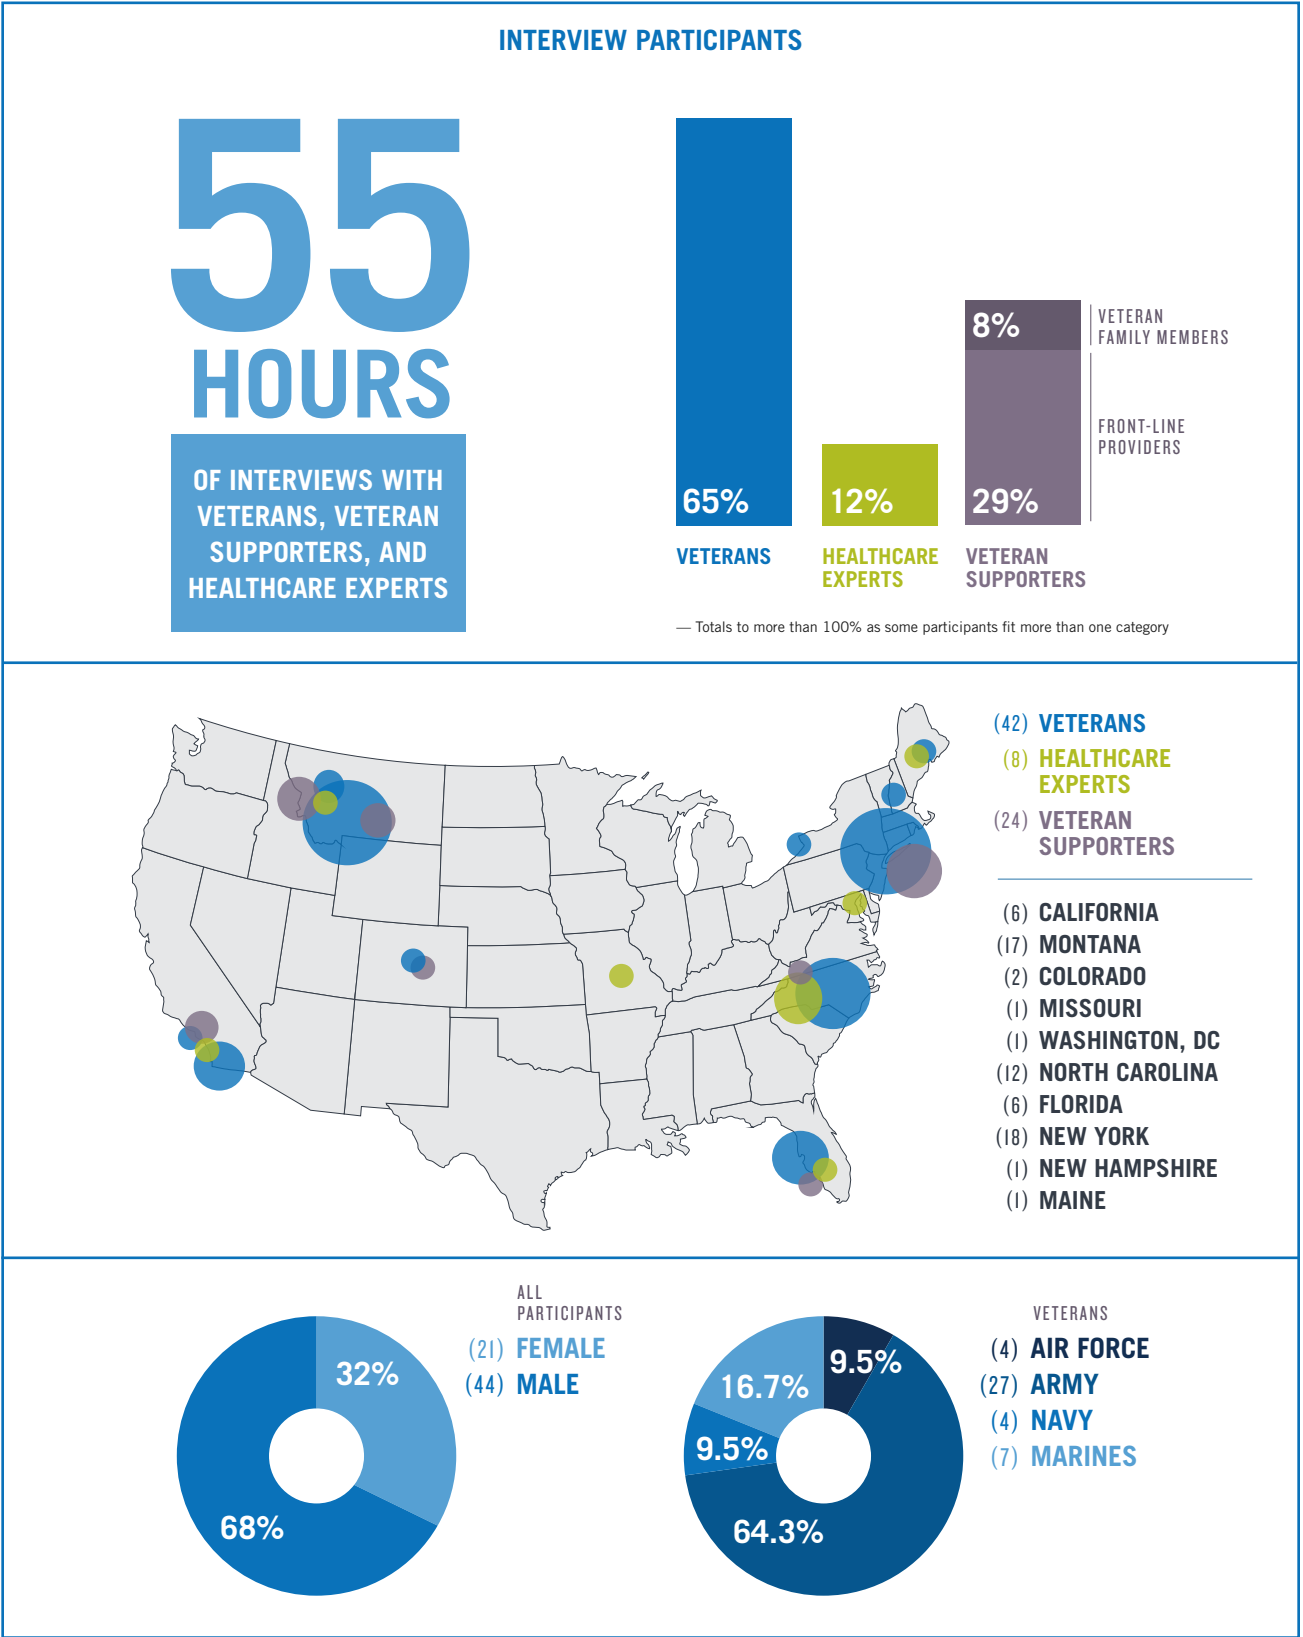 INTERVIEW PARTICIPANTS
55
HOURS
OF INTERVIEWS WITH
VETERANS, VETERAN
SUPPORTERS, AND
HEALTHCARE EXPERTS
65%
12%
8%
29%
VETERAN
FAMILY MEMBERS
FRONT-LINE
PROVIDERS
VETERANS
HEALTHCARE
EXPERTS
VETERAN
SUPPORTERS
— Totals to more than 100% as some participants fit more than one category
(42) VETERANS
(8) HEALTHCARE
EXPERTS
(24) VETERAN
SUPPORTERS
(6) CALIFORNIA
(17) MONTANA
(2) COLORADO
(1) MISSOURI
(1) WASHINGTON, DC
(12) NORTH CAROLINA
(6) FLORIDA
(18) NEW YORK
(1) NEW HAMPSHIRE
(1) MAINE
32%
68%
ALL
PARTICIPANTS
(21) FEMALE
(44) MALE
9.5%
16.7%
9.5%
64.3%
VETERANS
(4) AIR FORCE
(27) ARMY
(4) NAVY
(7) MARINES